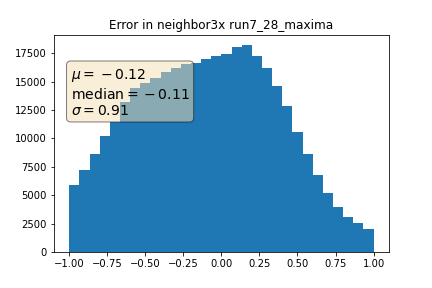 Error in neighbor3x run7_28_maxima
17500
15000
12500
10000
7500
5000
2500
0
μ = −0.12
median = −0.11
σ = 0.91
−1.00 −0.75 −0.50 −0.25 0.00 0.25 0.50 0.75 1.00